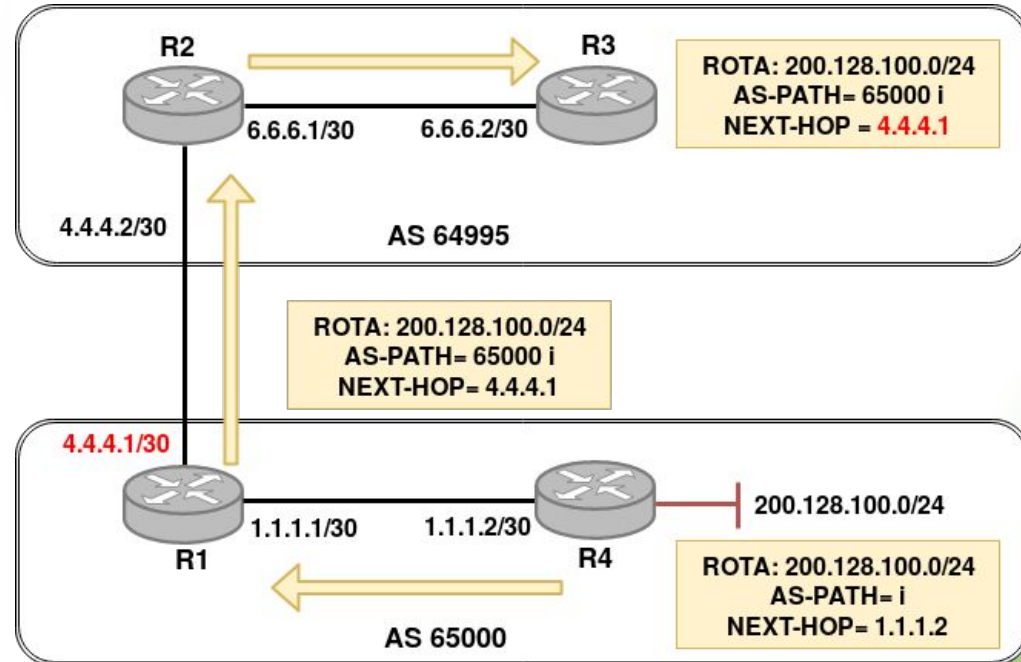 R2
R3
ROTA: 200.128.100.0/24
AS-PATH= 65000 i
NEXT-HOP = 4.4.4.1
6.6.6.1/30
6.6.6.2/30
4.4.4.2/30
AS 64995
ROTA: 200.128.100.0/24
AS-PATH= 65000 i
NEXT-HOP= 4.4.4.1
4.4.4.1/30
200.128.100.0/24
1.1.1.1/30
1.1.1.2/30
R1
R4
ROTA: 200.128.100.0/24
AS-PATH= i
NEXT-HOP= 1.1.1.2
AS 65000